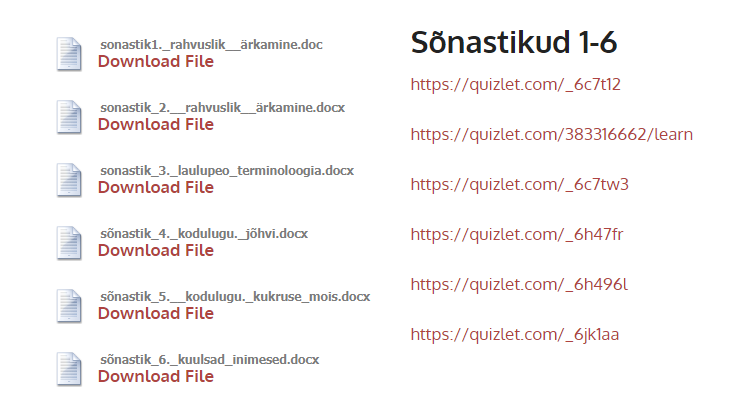 sonastik1._rahvuslik__ärkamine.doc
Download File
sonastik_2.__rahvuslik__ärkamine.docx
Download File
sonastik_3._laulupeo_terminoloogia.docx
Download File
sõnastik_4._kodulugu._jõhvi.docx
Download File
sõnastik_5.__kodulugu._kukruse_mois.docx
Download File
sõnastik_6._kuulsad_inimesed.docx
Download File
Sõnastikud 1-6
https://quizlet.com/_6c7t12
https://quizlet.com/383316662/learn
https://quizlet.com/_6c7tw3
https://quizlet.com/_6h47fr
https://quizlet.com/_6h496l
https://quizlet.com/_6jk1aa